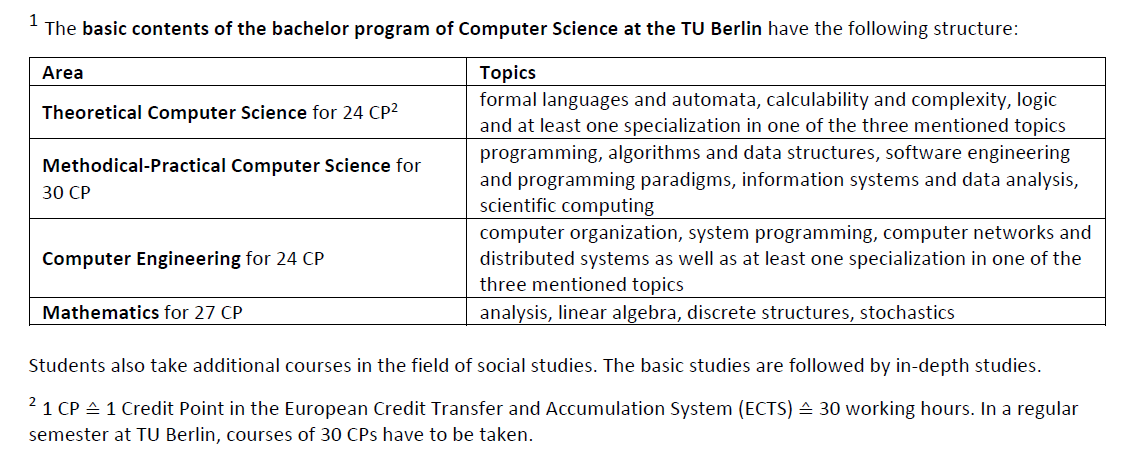 ¹ The basic contents of the bachelor program of Computer Science at the TU Berlin have the following structure:
Area
Topics
Theoretical Computer Science for 24 CP²
formal languages and automata, calculability and complexity, logic
and at least one specialization in one of the three mentioned topics
Methodical-Practical Computer Science for
30 CP
programming, algorithms and data structures, software engineering
and programming paradigms, information systems and data analysis,
scientific computing
Computer Engineering for 24 CP
computer organization, system programming, computer networks and
distributed systems as well as at least one specialization in one of the
three mentioned topics
Mathematics for 27 CP
analysis, linear algebra, discrete structures, stochastics
Students also take additional courses in the field of social studies. The basic studies are followed by in-depth studies.
² 1 CP ≙ 1 Credit Point in the European Credit Transfer and Accumulation System (ECTS) ≙ 30 working hours. In a regular
semester at TU Berlin, courses of 30 CPs have to be taken.